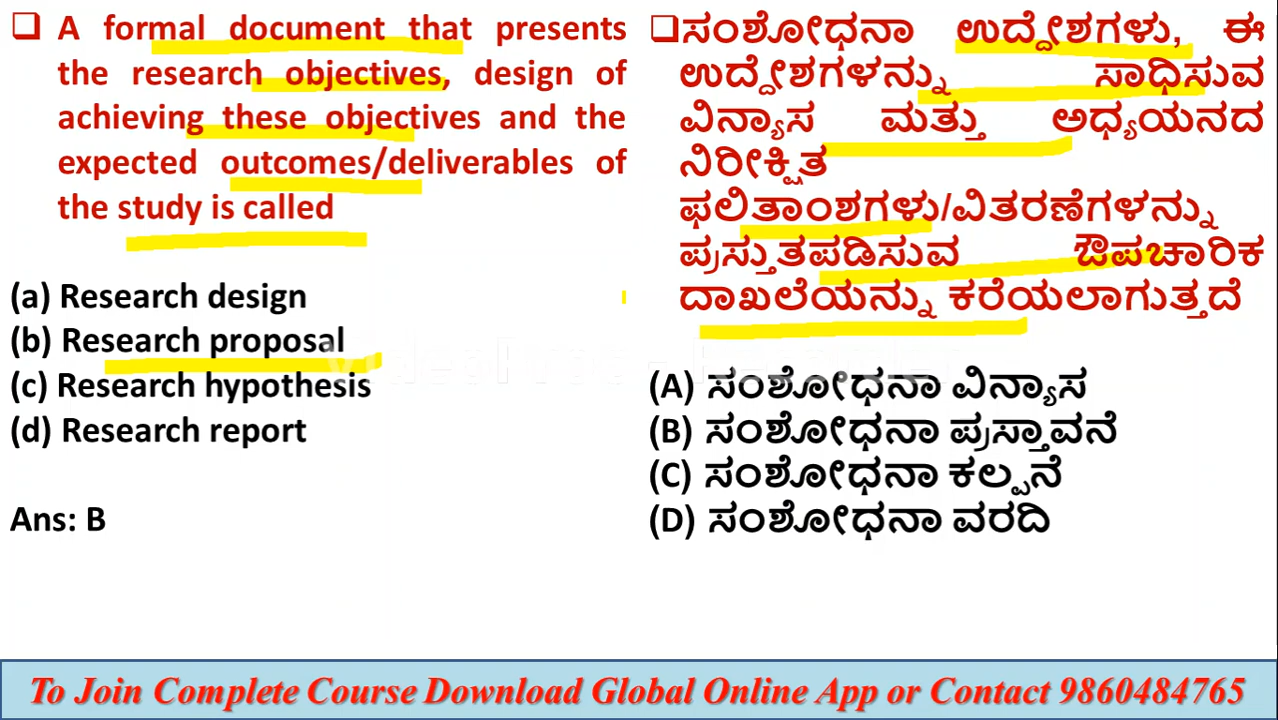 ❑ A formal document that presents
the research objectives, design of
achieving these objectives and the
expected outcomes/deliverables of
the study is called
(a) Research design
(b) Research proposal
(c) Research hypothesis
(d) Research report
Ans: B
❑ಸಂಶೋಧನಾ ಉದ್ದೇಶಗಳು, ಈ
ಉದ್ದೇಶಗಳನ್ನು ಸಾಧಿಸುವ
ವಿನ್ಯಾಸ ಮತ್ತು ಅಧ್ಯಯನದ
ನಿರೀಕ್ಷಿತ
ಫಲಿತಾಂಶಗಳು/ವಿತರಣೆಗಳನ್ನು
ಪ್ರಸ್ತುತಪಡಿಸುವ ಔಪಚಾರಿಕ
ದಾಖಲೆಯನ್ನು ಕರೆಯಲಾಗುತ್ತದೆ
(A) ಸಂಶೋಧನಾ ವಿನ್ಯಾಸ
(B) ಸಂಶೋಧನಾ ಪ್ರಸ್ತಾವನೆ
(C) ಸಂಶೋಧನಾ ಕಲ್ಪನೆ
(D) ಸಂಶೋಧನಾ ವರದಿ
To Join Complete Course Download Global Online App or Contact 9860484765